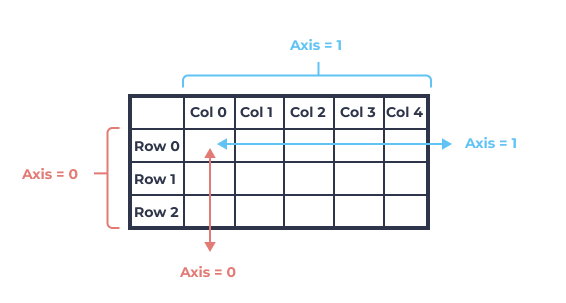 Axis = 1
Col 0 Col 1 Col 2 Col 3 Col 4
Row 0
Axis = 1
Axis = 0
Row 1
Row 2
Axis = 0